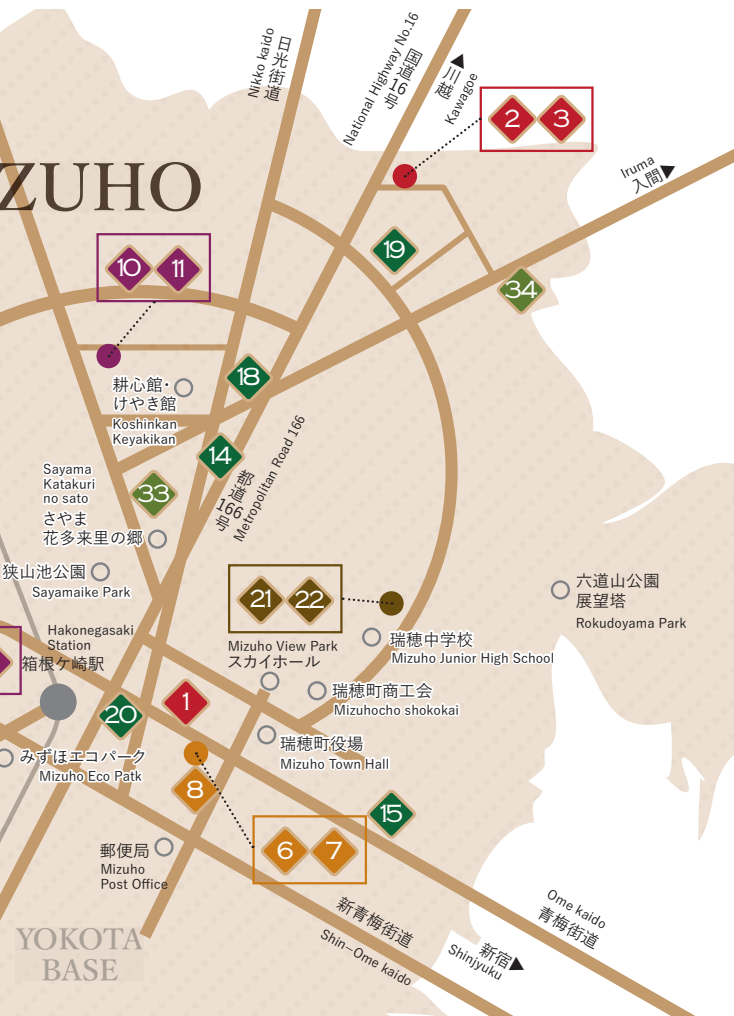 日光街道
Nikko kaido
国道16号
National Highway No.16
▲川越
Kawagoe
2
3
Iruma
入間▶
ZUHO
10
11
19
34
耕心館・
けやき館
Koshinkan
Keyakikan
18
14
都道166号
Metropolitan Road 166
Sayama
Katakuri
no sato
さやま
花多来里の郷
33
狭山池公園
Sayamaike Park
21
22
六道山公園
展望塔
Rokudoyama Park
Hakonegasaki
Station
箱根ケ崎駅
Mizuho View Park
スカイホール
瑞穂中学校
Mizuho Junior High School
瑞穂町商工会
Mizuhocho shokokai
1
20
瑞穂町役場
Mizuho Town Hall
みずほエコパーク
Mizuho Eco Patk
8
15
6
7
郵便局
Mizuho
Post Office
新青梅街道
Shin–Ome kaido
Ome kaido
青梅街道
新宿▶
Shinjyuku
YOKOTA
BASE